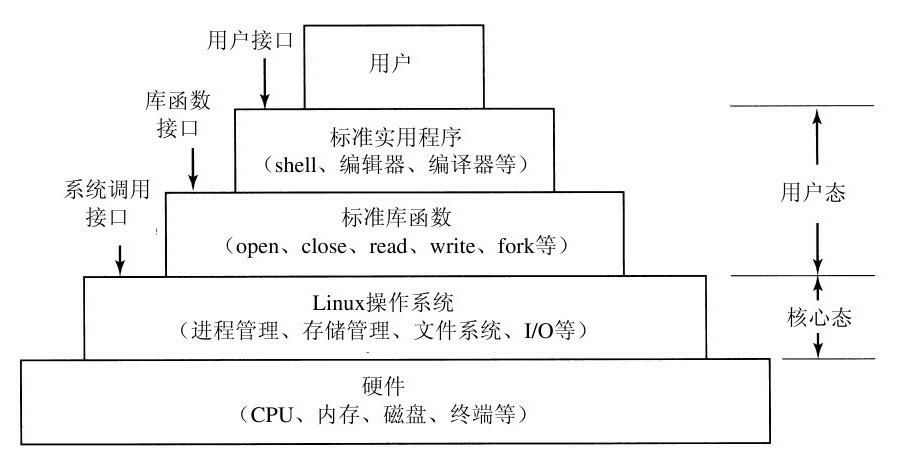 用户接口
用户
库函数
接口
标准实用程序
（shell、编辑器、编译器等）
系统调用
接口
用户态
标准库函数
（open、close、read、write、fork等）
Linux操作系统
（进程管理、存储管理、文件系统、I/O等）
核心态
硬件
（CPU、内存、磁盘、终端等）